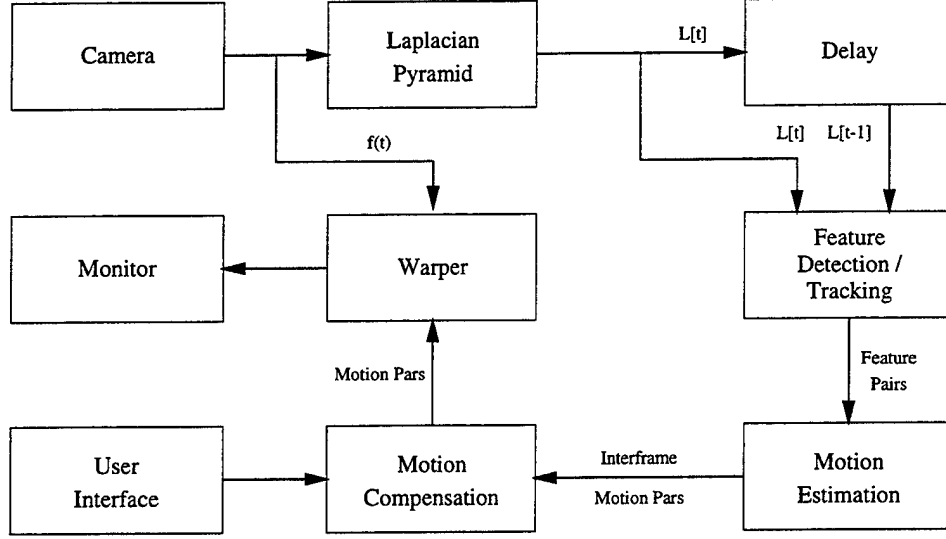 Camera
Laplacian
Pyramid
L[t]
Delay
f(t)
L[t]
L[t-1]
Monitor
Warper
Feature
Detection /
Tracking
Motion Pars
Feature
Pairs
User
Interface
Motion
Compensation
Interframe
Motion Pars
Motion
Estimation